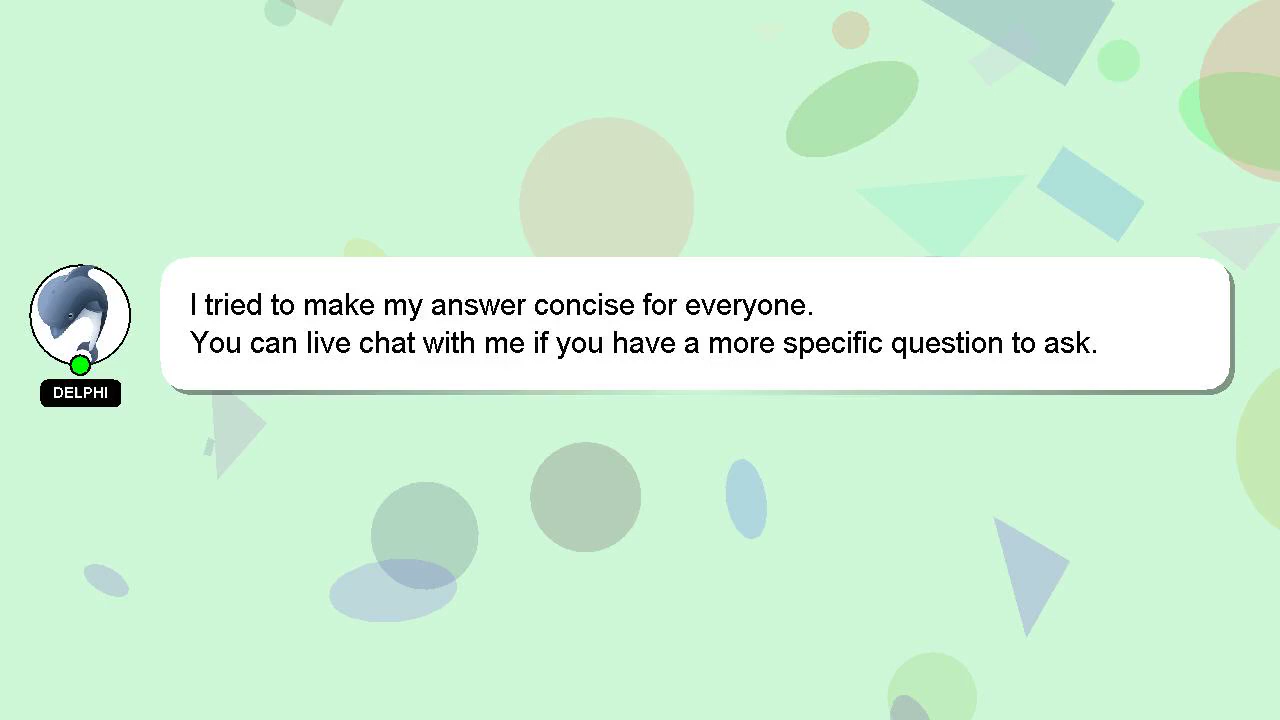 I tried to make my answer concise for everyone.
You can live chat with me if you have a more specific question to ask.
DELPHI